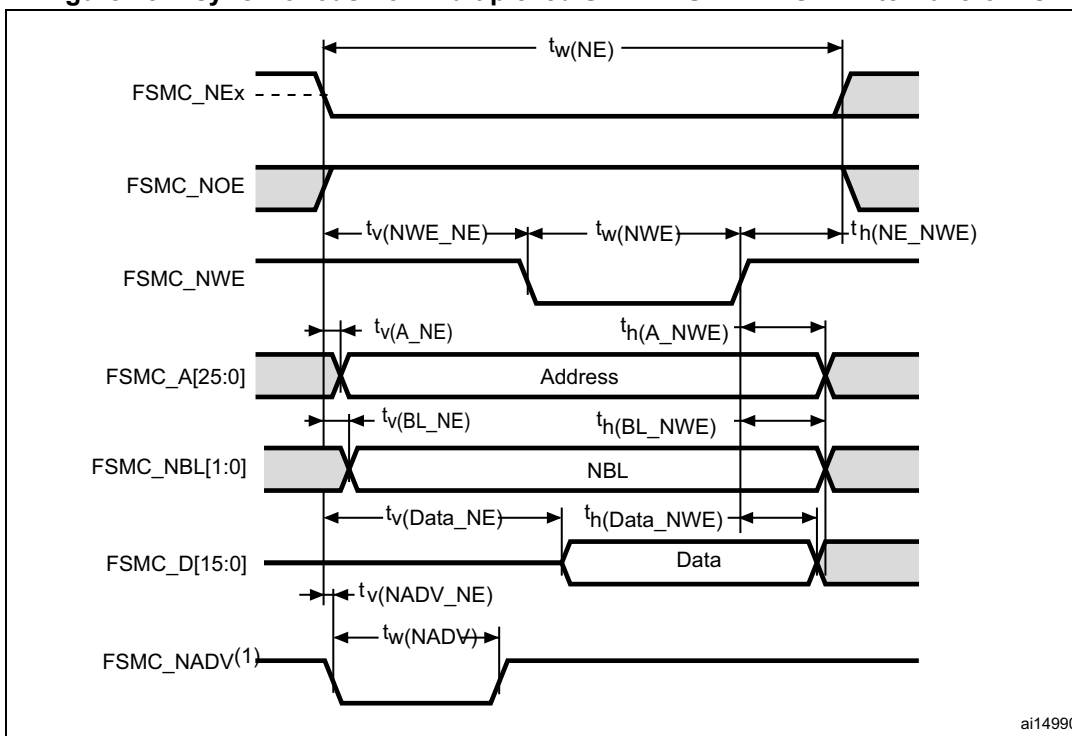 tw(NE)
FSMC_NEx
FSMC_NOE
tv(NWE_NE)
tw(NWE)
th(NE_NWE)
FSMC_NWE
tv(A_NE)
th(A_NWE)
FSMC_A[25:0]
Address
tv(BL_NE)
th(BL_NWE)
FSMC_NBL[1:0]
NBL
tv(Data_NE)
th(Data_NWE)
FSMC_D[15:0]
Data
tv(NADV_NE)
tw(NADV)
FSMC_NADV(1)
ai14990